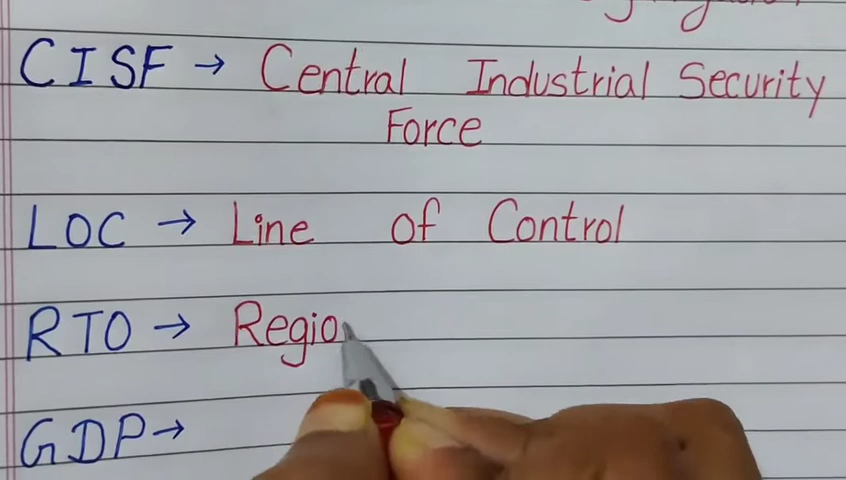 CISF → Central Industrial Security
Force
LOC → Line of Control
RTO → Regio
GDP →